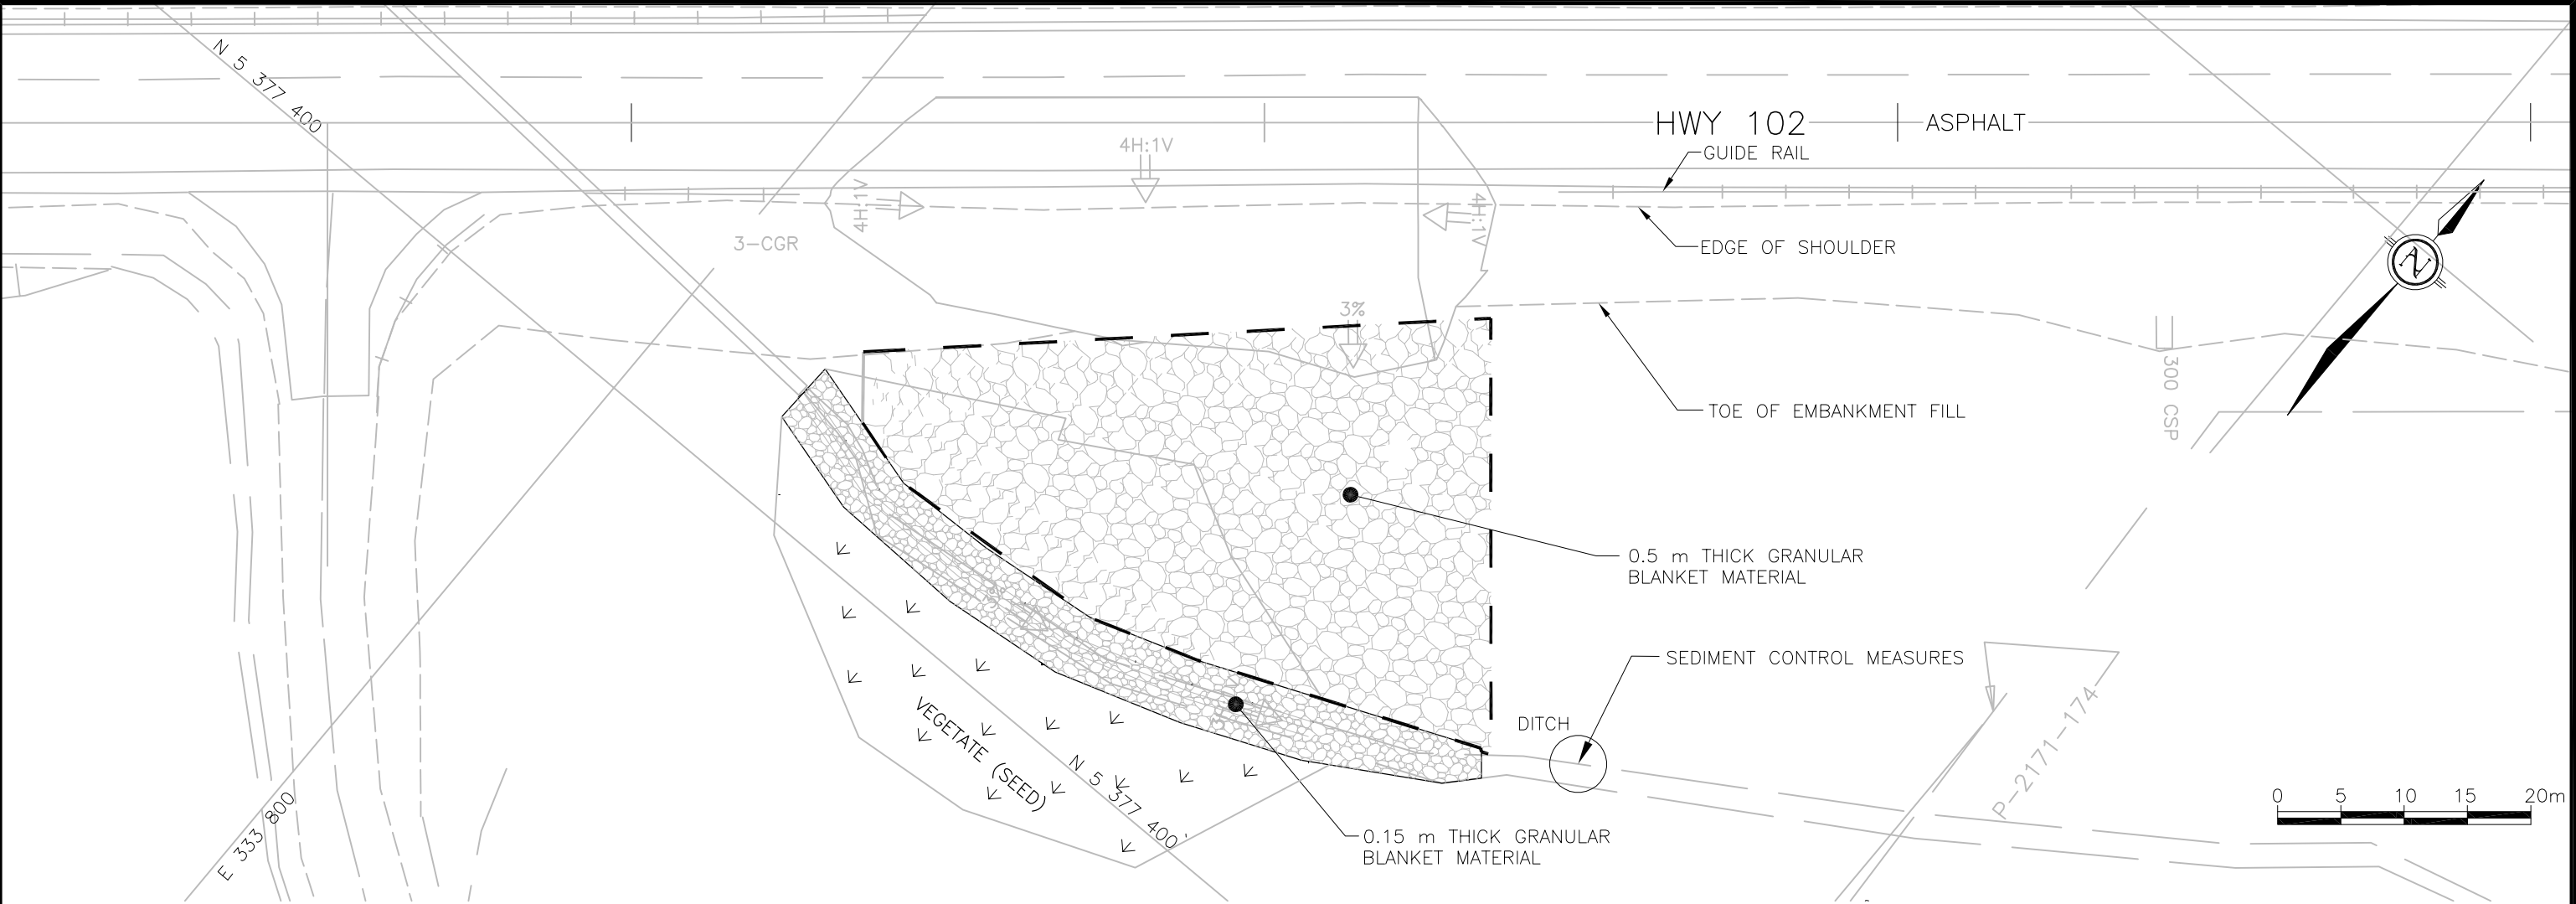 N 5 377 400
HWY 102
ASPHALT
GUIDE RAIL
4H:1V
4H:1V
4H:1V
3-CGR
EDGE OF SHOULDER
N
3%
300 CSP
TOE OF EMBANKMENT FILL
0.5 m THICK GRANULAR
BLANKET MATERIAL
SEDIMENT CONTROL MEASURES
DITCH
VEGETATE (SEED)
N 5 377 400
P-2171-174
0 5 10 15 20m
E 333 800
0.15 m THICK GRANULAR
BLANKET MATERIAL